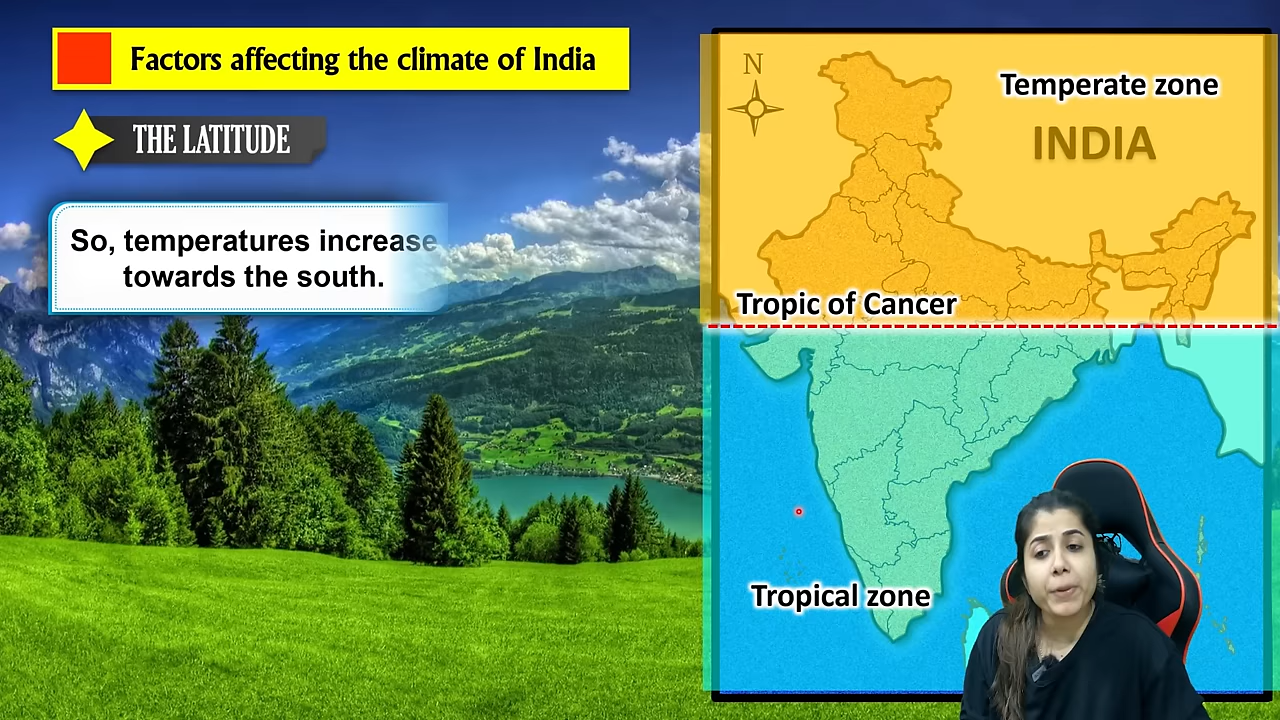 Factors affecting the climate of India
THE LATITUDE
So, temperatures increase
towards the south.
N
Temperate zone
INDIA
Tropic of Cancer
Tropical zone